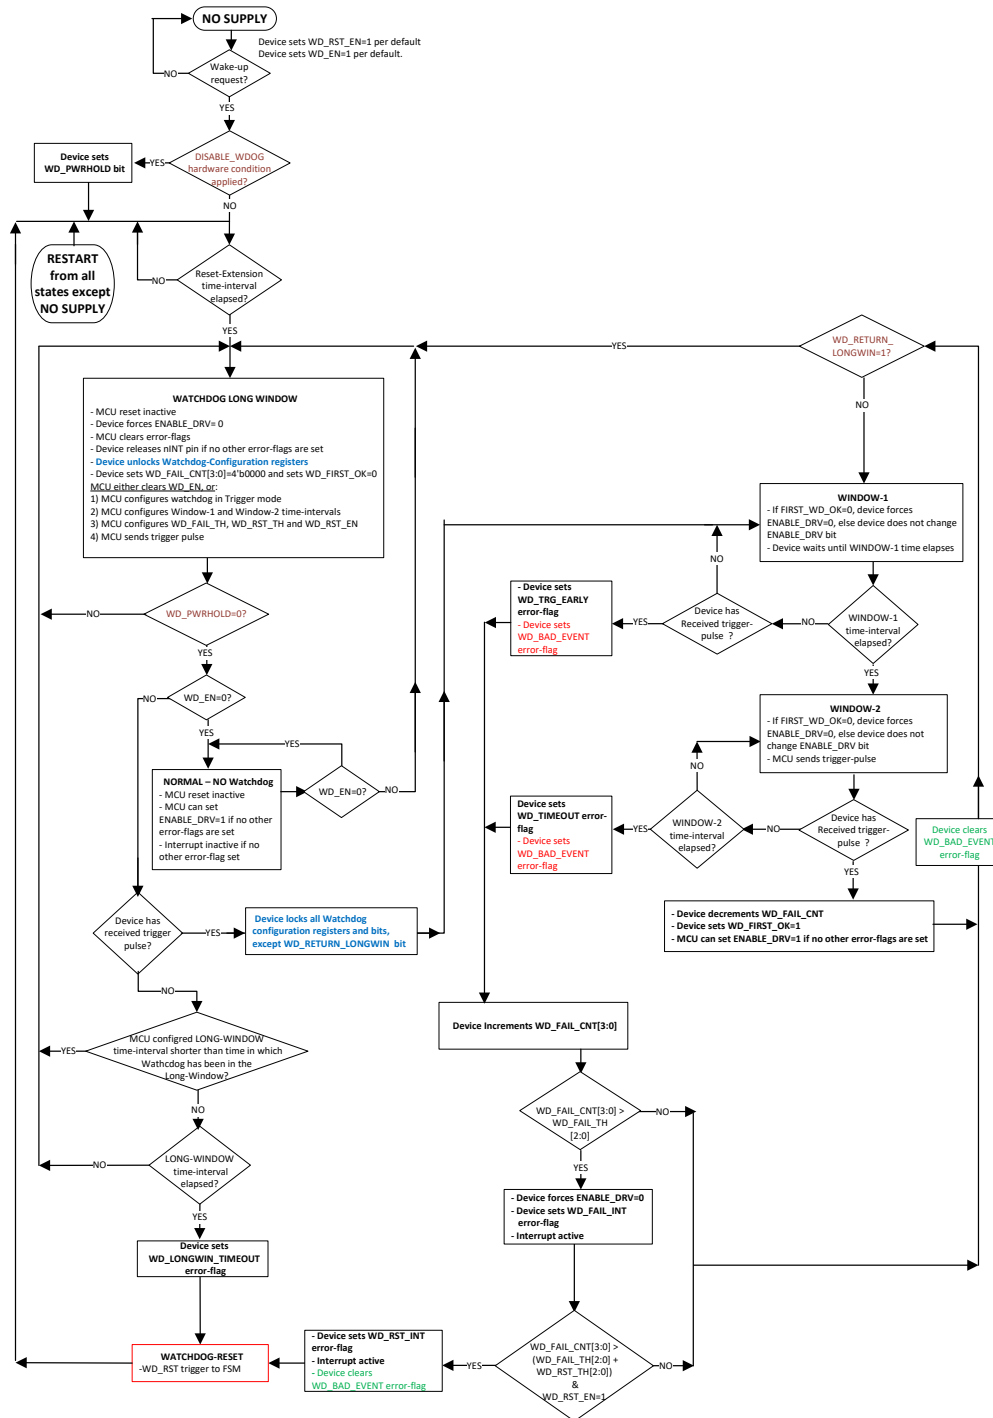 NO SUPPLY
Device sets WD_RST_EN=1 per default
Device sets WD_EN=1 per default.
Wake-up
request?
NO
YES
DISABLE_WDOG
hardware condition
applied?
YES
Device sets
WD_PWRHOLD bit
NO
RESTART
from all
states except
NO SUPPLY
Reset-Extension
time-interval
elapsed?
NO
YES
WD_RETURN_
LONGWIN=1?
YES
NO
WATCHDOG LONG WINDOW
- MCU reset inactive
- Device forces ENABLE_DRV= 0
- MCU clears error-flags
- Device releases nINT pin if no other error-flags are set
- Device unlocks Watchdog-Configuration registers
- Device sets WD_FAIL_CNT[3:0]=4'b0000 and sets WD_FIRST_OK=0
MCU either clears WD_EN, or:
1) MCU configures watchdog in Trigger mode
2) MCU configures Window-1 and Window-2 time-intervals
3) MCU configures WD_FAIL_TH, WD_RST_TH and WD_RST_EN
4) MCU sends trigger pulse
WINDOW-1
- If FIRST_WD_OK=0, device forces
ENABLE_DRV=0, else device does not change
ENABLE_DRV bit
- Device waits until WINDOW-1 time elapses
NO
- Device sets
WD_TRG_EARLY
error-flag
- Device sets
WD_BAD_EVENT
error-flag
YES
Device has
Received trigger-
pulse ?
NO
WINDOW-1
time-interval
elapsed?
YES
WD_PWRHOLD=0?
NO
YES
WD_EN=0?
NO
YES
YES
NORMAL – NO Watchdog
- MCU reset inactive
- MCU can set
ENABLE_DRV=1 if no other
error-flags are set
- Interrupt inactive if no
other error-flag set
WD_EN=0?
NO
WINDOW-2
- If FIRST_WD_OK=0, device forces
ENABLE_DRV=0, else device does not
change ENABLE_DRV bit
- MCU sends trigger-pulse
NO
Device sets
WD_TIMEOUT error-
flag
- Device sets
WD_BAD_EVENT
error-flag
YES
WINDOW-2
time-interval
elapsed?
NO
Device has
Received trigger-
pulse ?
YES
Device clears
WD_BAD_EVENT
error-flag
- Device decrements WD_FAIL_CNT
- Device sets WD_FIRST_OK=1
- MCU can set ENABLE_DRV=1 if no other error-flags are set
Device has
received trigger
pulse?
YES
Device locks all Watchdog
configuration registers and bits,
except WD_RETURN_LONGWIN bit
NO
MCU configred LONG-WINDOW
time-interval shorter than time in which
Wathcdog has been in the
Long-Window?
YES
NO
Device Increments WD_FAIL_CNT[3:0]
WD_FAIL_CNT[3:0] >
WD_FAIL_TH
[2:0]
NO
YES
LONG-WINDOW
time-interval
elapsed?
NO
YES
- Device forces ENABLE_DRV=0
- Device sets WD_FAIL_INT
error-flag
- Interrupt active
Device sets
WD_LONGWIN_TIMEOUT
error-flag
WATCHDOG-RESET
-WD_RST trigger to FSM
- Device sets WD_RST_INT
error-flag
- Interrupt active
- Device clears
WD_BAD_EVENT error-flag
YES
WD_FAIL_CNT[3:0] >
(WD_FAIL_TH[2:0] +
WD_RST_TH[2:0])
&
WD_RST_EN=1
NO